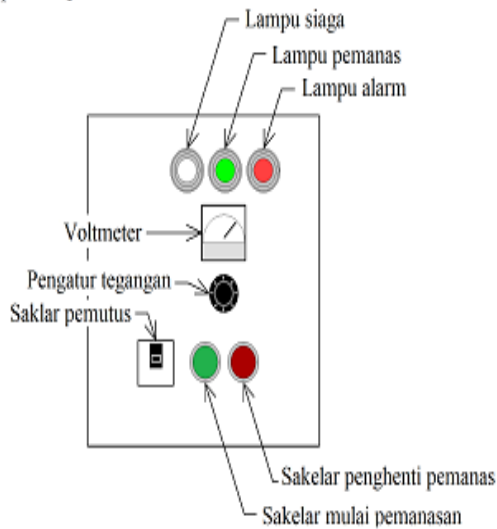 Lampu siaga
Lampu pemanas
Lampu alarm
Voltmeter
Pengatur tegangan
Saklar pemutus
Sakelar penghenti pemanas
Sakelar mulai pemanasan